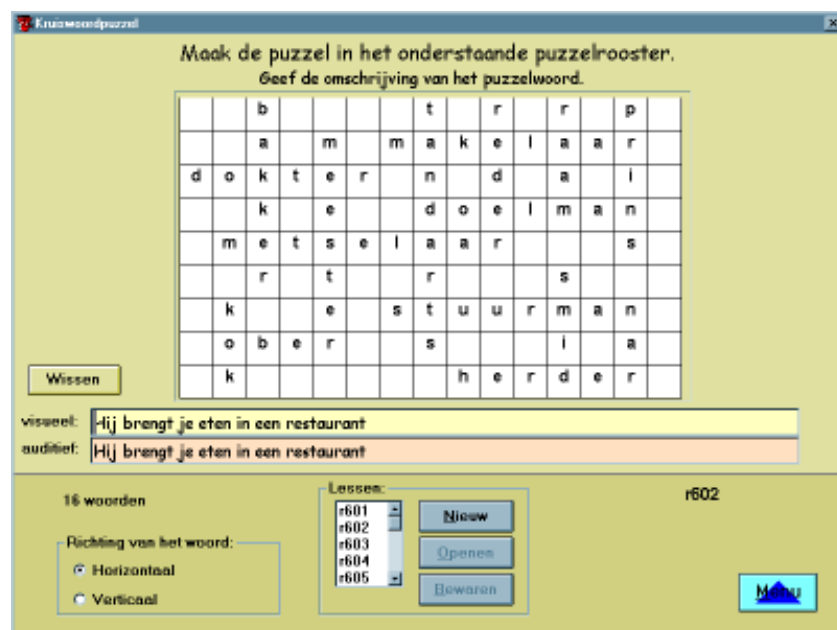 Kruiswoordpuzzel
Maak de puzzel in het onderstaande puzzelrooster.
Geef de omschrijving van het puzzelwoord.
b t r r p
a m m a k e l a a r
d o k t e r n d a i
k e d o e l m a n
m e t s e l a a r s
r t r s
k e s t u u r m a n
o b e r s i a
k h e r d e r
Wissen
visueel: Hij brengt je eten in een restaurant
auditief: Hij brengt je eten in een restaurant
16 woorden
Richting van het woord:
Horizontaal
Verticaal
Lessen:
r601
r602
r603
r604
r605
Nieuw
Openen
Bewaren
r602
Menu